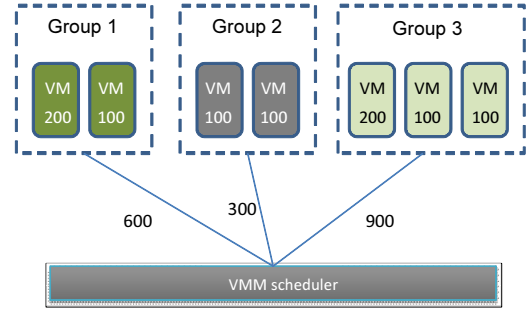 Group 1
Group 2
Group 3
VM VM VM VM VM VM VM
200 100 100 100 200 100 100
600
300
900
VMM scheduler